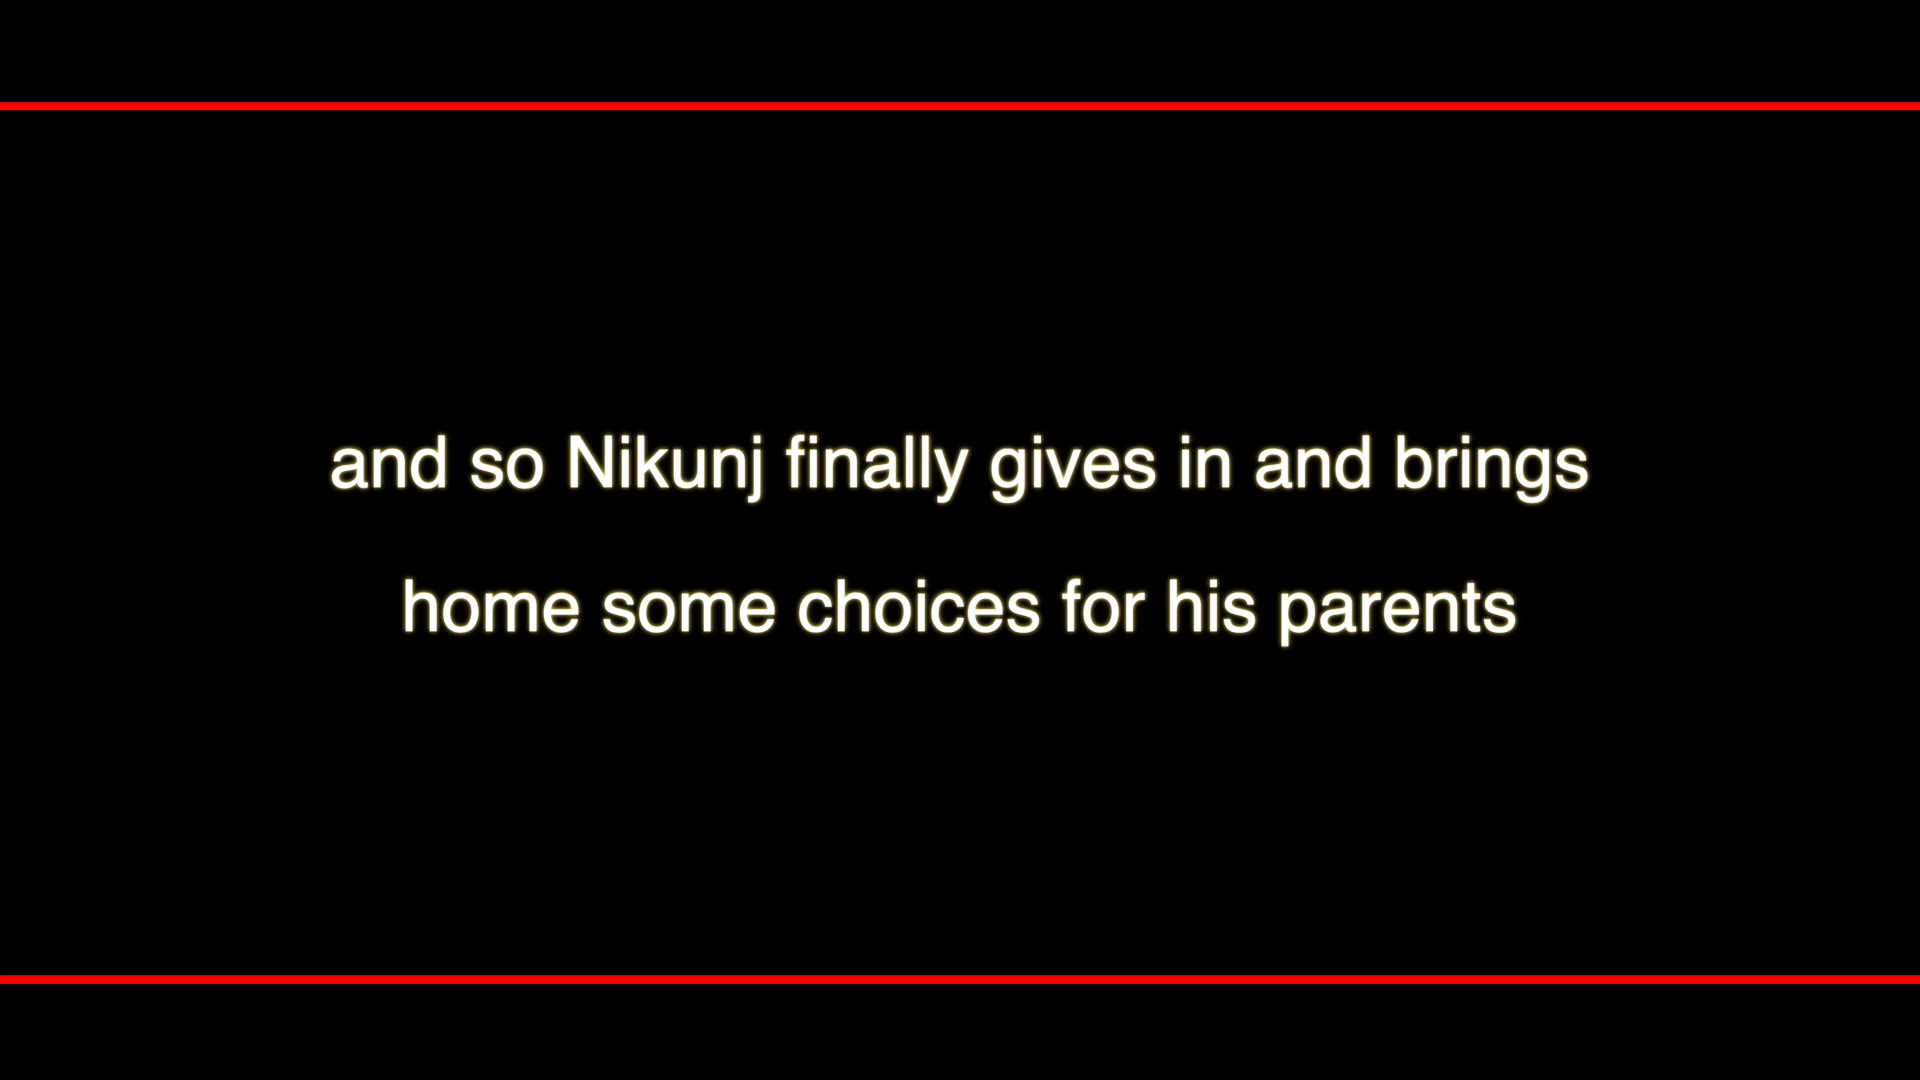 and so Nikunj finally gives in and brings
home some choices for his parents